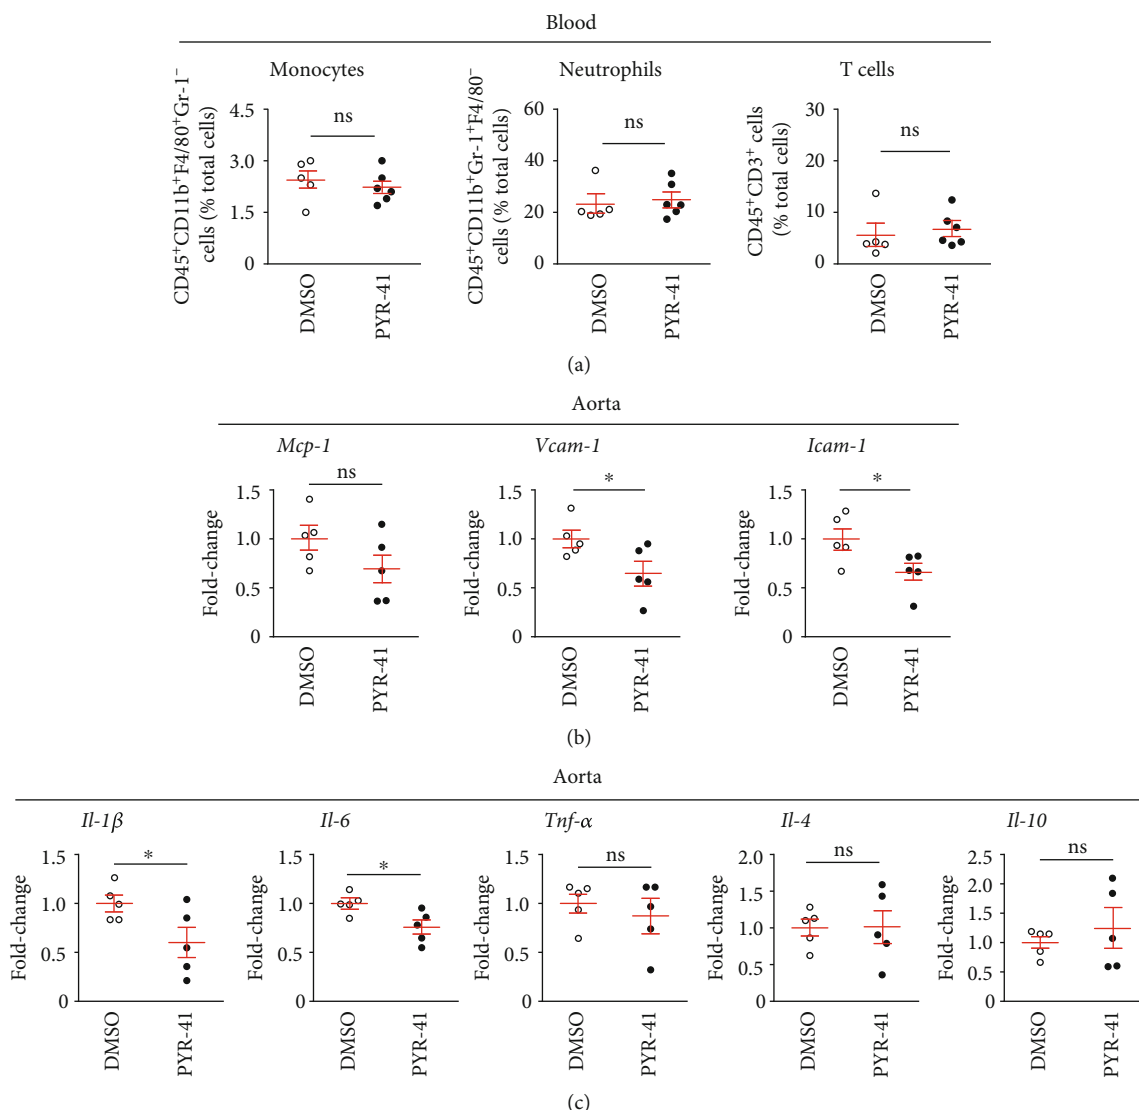 Blood
Monocytes
CD45⁺CD11b⁺F4/80⁺Gr-1⁻
cells (% total cells)
4.5
3.0
1.5
0
ns
DMSO
PYR-41
Neutrophils
CD45⁺CD11b⁺Gr-1⁺F4/80⁻
cells (% total cells)
60
40
20
0
ns
DMSO
PYR-41
T cells
CD45⁺CD3⁺ cells
(% total cells)
30
20
10
0
ns
DMSO
PYR-41
(a)
Aorta
Mcp-1
Fold-change
1.5
1.0
0.5
0
ns
DMSO
PYR-41
Vcam-1
Fold-change
1.5
1.0
0.5
0
*
DMSO
PYR-41
Icam-1
Fold-change
1.5
1.0
0.5
0
*
DMSO
PYR-41
(b)
Aorta
Il-1β
Fold-change
1.5
1.0
0.5
0
*
DMSO
PYR-41
Il-6
Fold-change
1.5
1.0
0.5
0
*
DMSO
PYR-41
Tnf-α
Fold-change
1.5
1.0
0.5
0
ns
DMSO
PYR-41
Il-4
Fold-change
2.0
1.5
1.0
0.5
0
ns
DMSO
PYR-41
Il-10
Fold-change
2.5
2.0
1.5
1.0
0.5
0
ns
DMSO
PYR-41
(c)